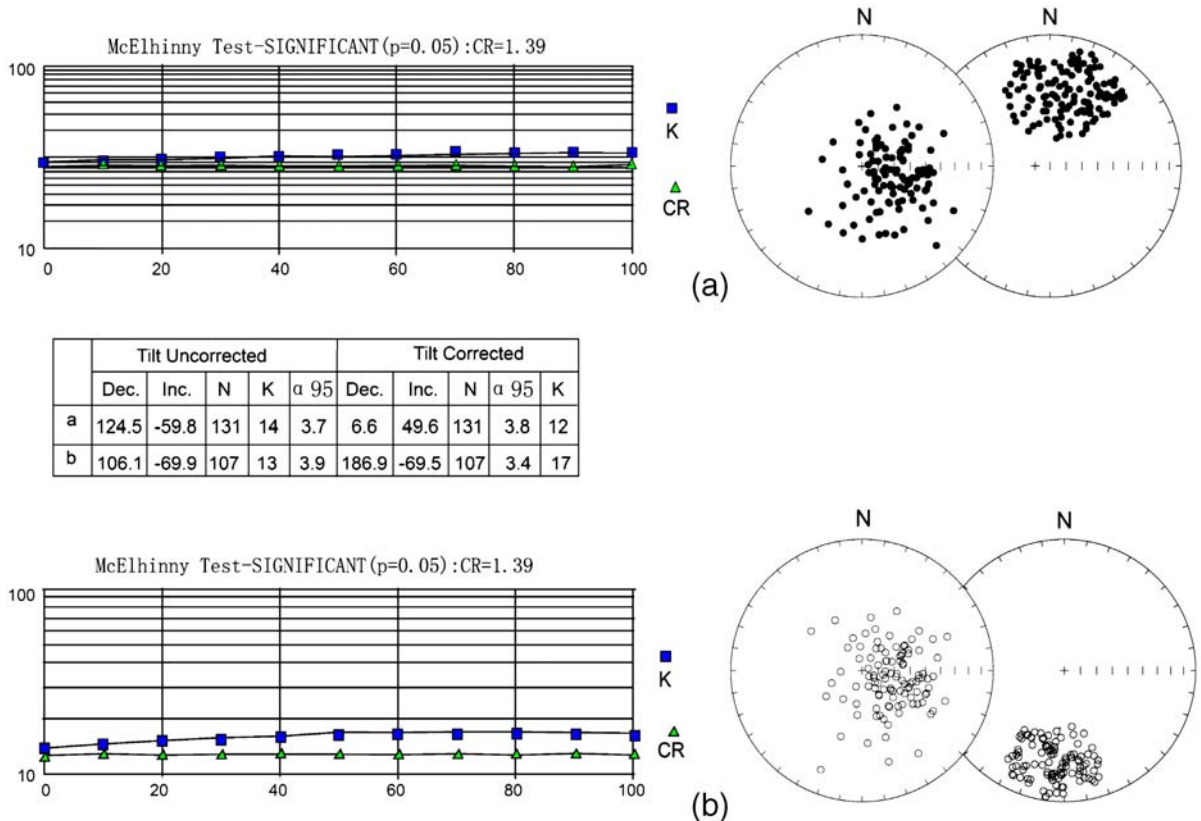 N N
McElhinny Test-SIGNIFICANT(p=0.05):CR=1.39
100
K
CR
10
0 20 40 60 80 100
(a)
Tilt Uncorrected Tilt Corrected
Dec. Inc. N K α 95 Dec. Inc. N α 95 K
a 124.5 -59.8 131 14 3.7 6.6 49.6 131 3.8 12
b 106.1 -69.9 107 13 3.9 186.9 -69.5 107 3.4 17
N N
McElhinny Test-SIGNIFICANT(p=0.05):CR=1.39
100
K
CR
10
0 20 40 60 80 100
(b)